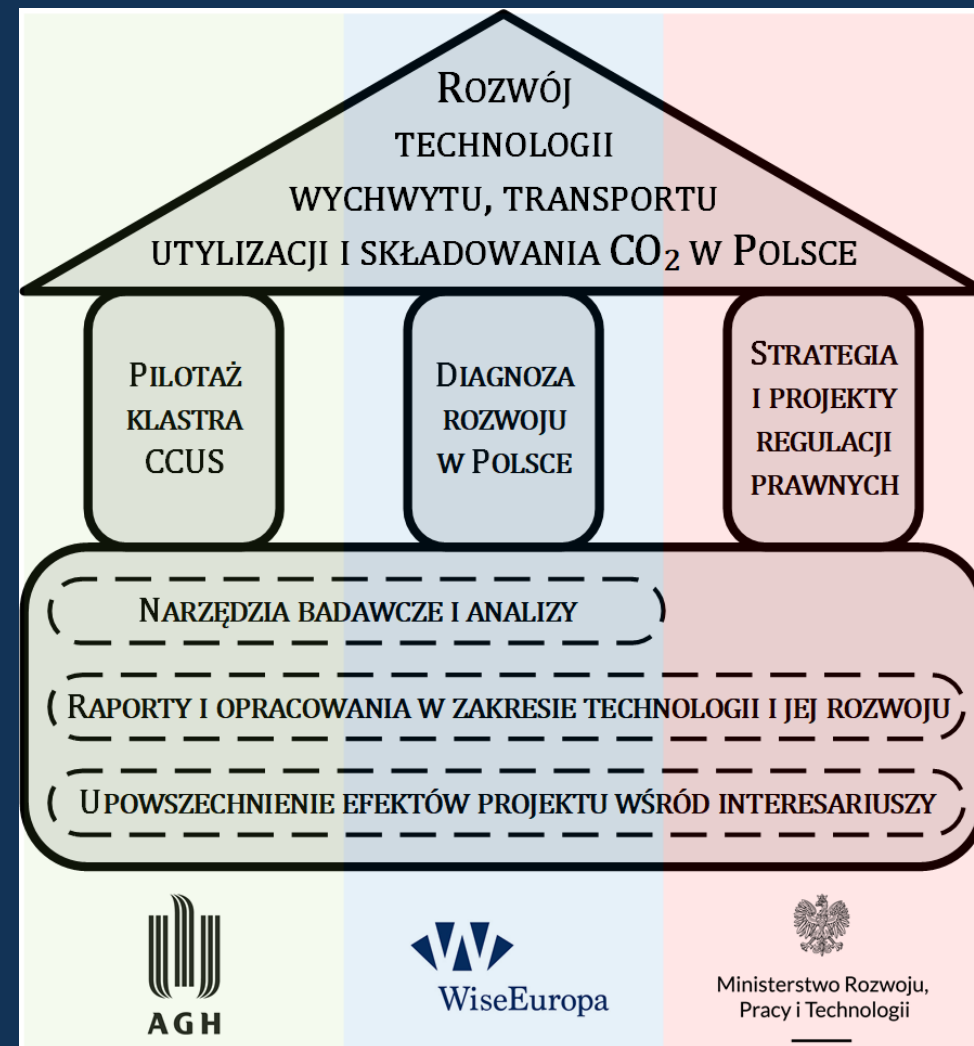 Rozwój
technologii
wychwytu, transportu
utylizacji i składowania CO₂ w Polsce
Pilotaż
klastra
CCUS
Diagnoza
rozwoju
w Polsce
Strategia
i projekty
regulacji
prawnych
Narzędzia badawcze i analizy
Raporty i opracowania w zakresie technologii i jej rozwoju
Upowszechnienie efektów projektu wśród interesariuszy
AGH
WiseEuropa
Ministerstwo Rozwoju,
Pracy i Technologii